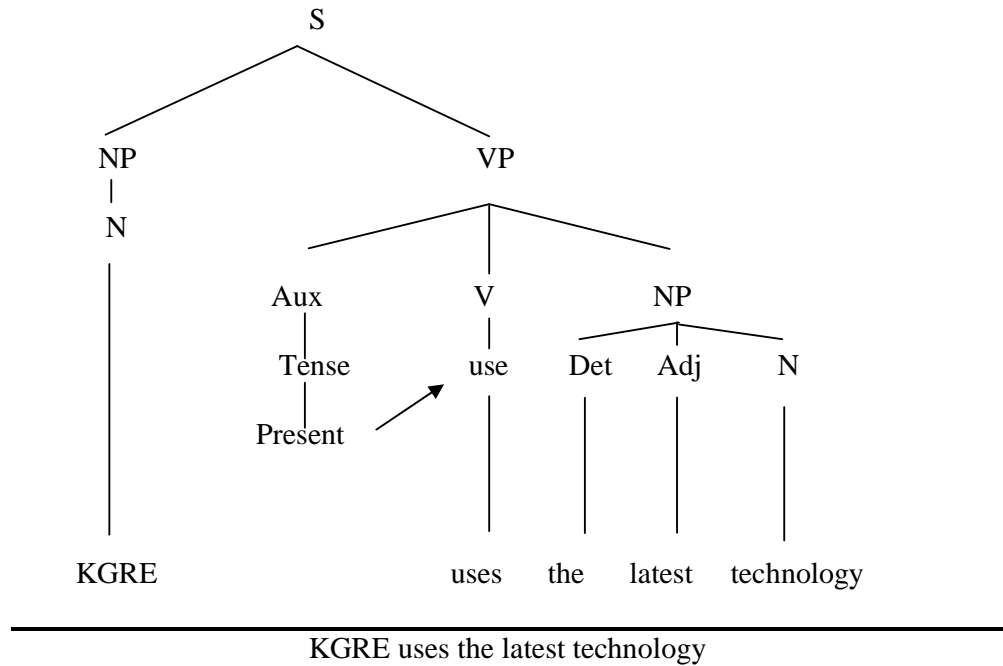 S
NP VP
N
Aux V NP
Tense use Det Adj N
Present
KGRE uses the latest technology
KGRE uses the latest technology